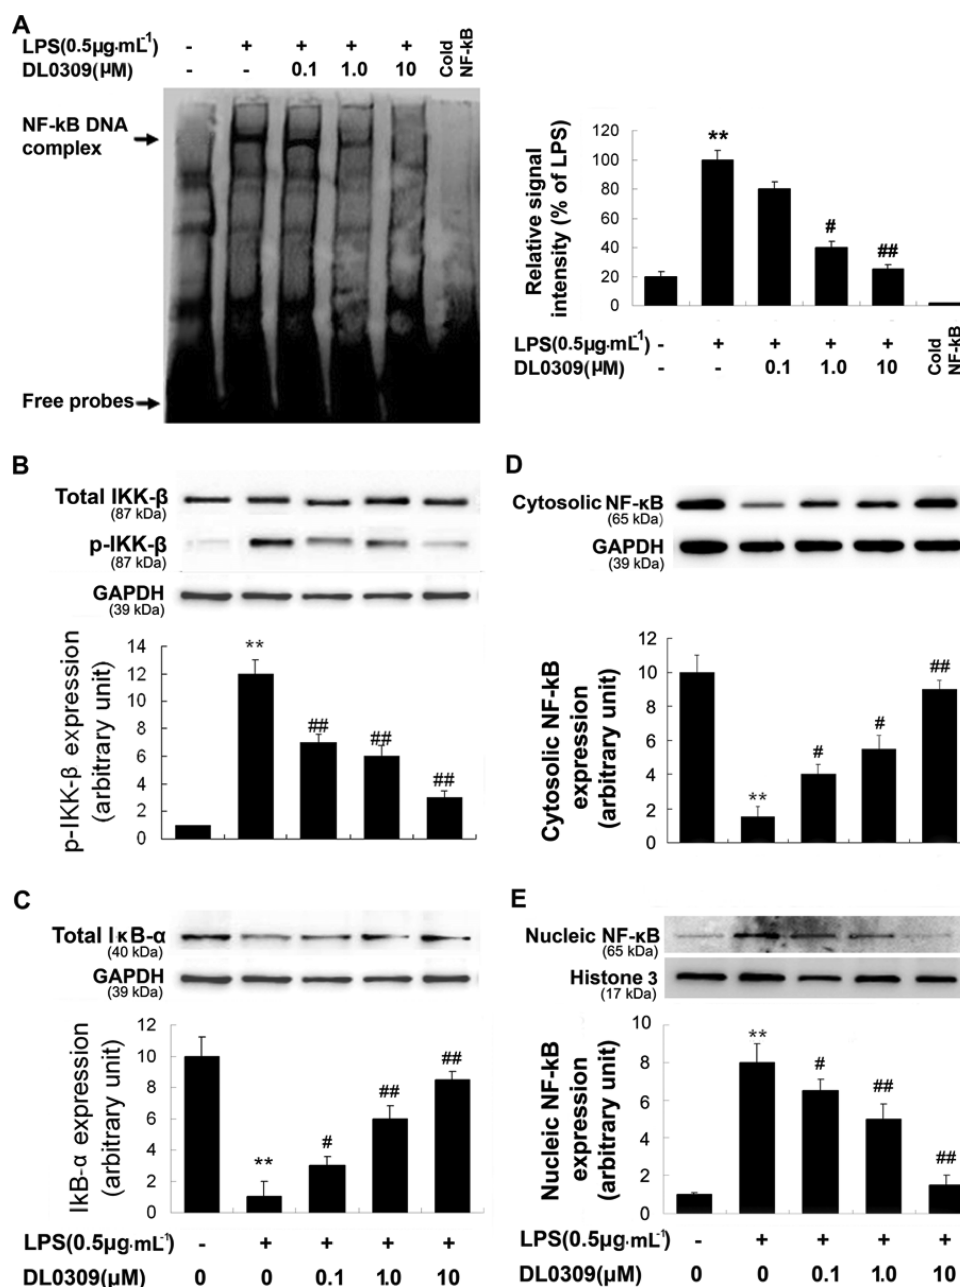 A
LPS(0.5μg·mL⁻¹) - + + + + Cold NF-kB
DL0309(μM) - - 0.1 1.0 10
NF-kB DNA
complex
Free probes
Relative signal
intensity (% of LPS)
120
100
80
60
40
20
0
**
#
##
LPS(0.5μg·mL⁻¹) - + + + + Cold NF-kB
DL0309(μM) - - 0.1 1.0 10
B
Total IKK-β
(87 kDa)
p-IKK-β
(87 kDa)
GAPDH
(39 kDa)
p-IKK-β expression
(arbitrary unit)
14
12
10
8
6
4
2
0
**
##
##
##
D
Cytosolic NF-κB
(65 kDa)
GAPDH
(39 kDa)
Cytosolic NF-kB
expression
(arbitrary unit)
12
10
8
6
4
2
0
**
#
#
##
C
Total IκB-α
(40 kDa)
GAPDH
(39 kDa)
IkB-α expression
(arbitrary unit)
12
10
8
6
4
2
0
**
#
##
##
LPS(0.5μg·mL⁻¹) - + + + +
DL0309(μM) 0 0 0.1 1.0 10
E
Nucleic NF-kB
(65 kDa)
Histone 3
(17 kDa)
Nucleic NF-kB
expression
(arbitrary unit)
10
8
6
4
2
0
**
#
##
##
LPS(0.5μg·mL⁻¹) - + + + +
DL0309(μM) 0 0 0.1 1.0 10